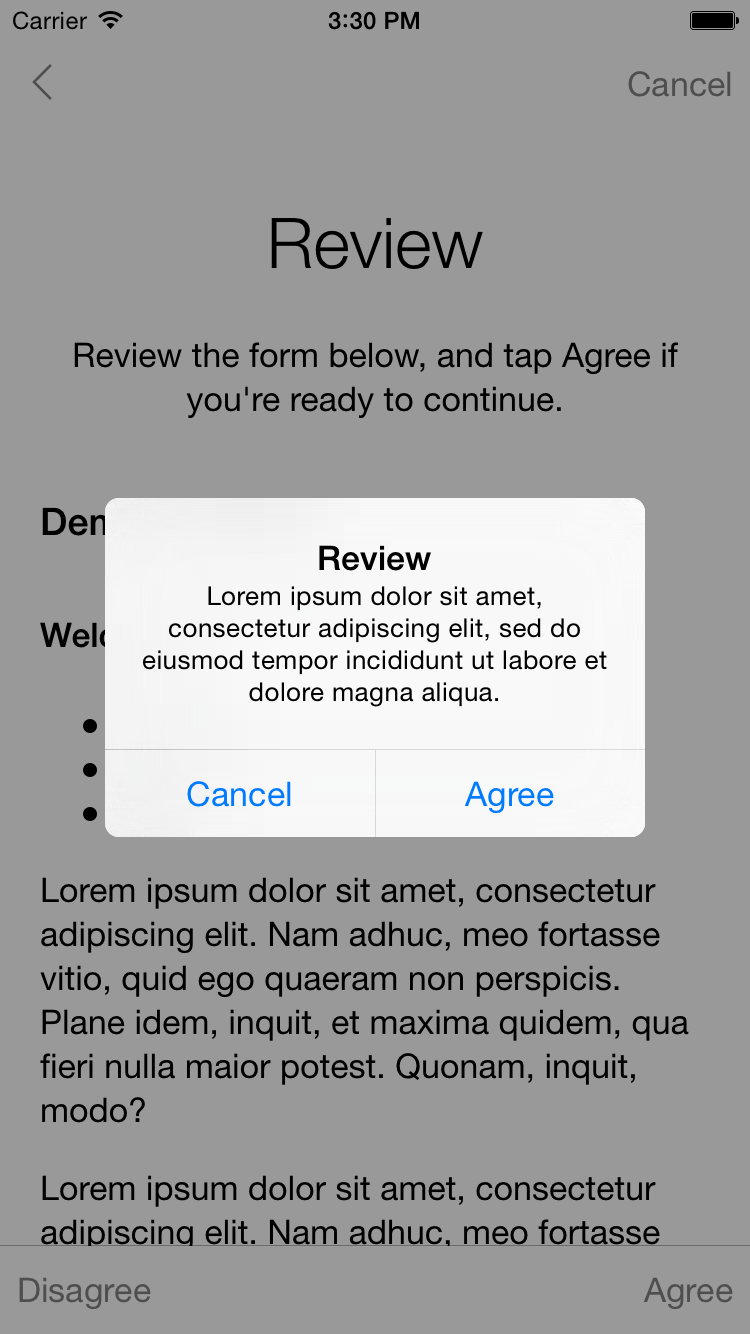 Carrier 3:30 PM
Cancel
Review
Review the form below, and tap Agree if
you're ready to continue.
Review
Lorem ipsum dolor sit amet,
consectetur adipiscing elit, sed do
eiusmod tempor incididunt ut labore et
dolore magna aliqua.
Cancel Agree
Lorem ipsum dolor sit amet, consectetur
adipiscing elit. Nam adhuc, meo fortasse
vitio, quid ego quaeram non perspicis.
Plane idem, inquit, et maxima quidem, qua
fieri nulla maior potest. Quonam, inquit,
modo?
Lorem ipsum dolor sit amet, consectetur
adipiscing elit. Nam adhuc, meo fortasse
Disagree Agree